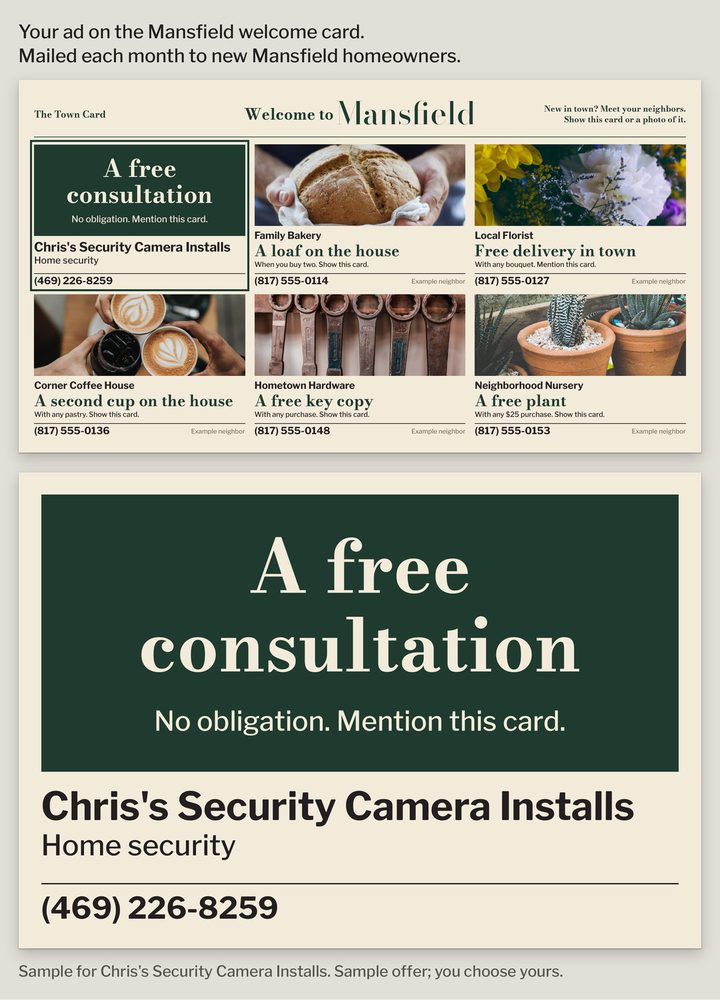 Your ad on the Mansfield welcome card.
Mailed each month to new Mansfield homeowners.
The Town Card
Welcome to Mansfield
New in town? Meet your neighbors.
Show this card or a photo of it.
A free
consultation
No obligation. Mention this card.
Chris's Security Camera Installs
Home security
(469) 226-8259
Family Bakery
A loaf on the house
When you buy two. Show this card.
(817) 555-0114
Example neighbor
Local Florist
Free delivery in town
With any bouquet. Mention this card.
(817) 555-0127
Example neighbor
Corner Coffee House
A second cup on the house
With any pastry. Show this card.
(817) 555-0136
Example neighbor
Hometown Hardware
A free key copy
With any purchase. Show this card.
(817) 555-0148
Example neighbor
Neighborhood Nursery
A free plant
With any $25 purchase. Show this card.
(817) 555-0153
Example neighbor
A free
consultation
No obligation. Mention this card.
Chris's Security Camera Installs
Home security
(469) 226-8259
Sample for Chris's Security Camera Installs. Sample offer; you choose yours.